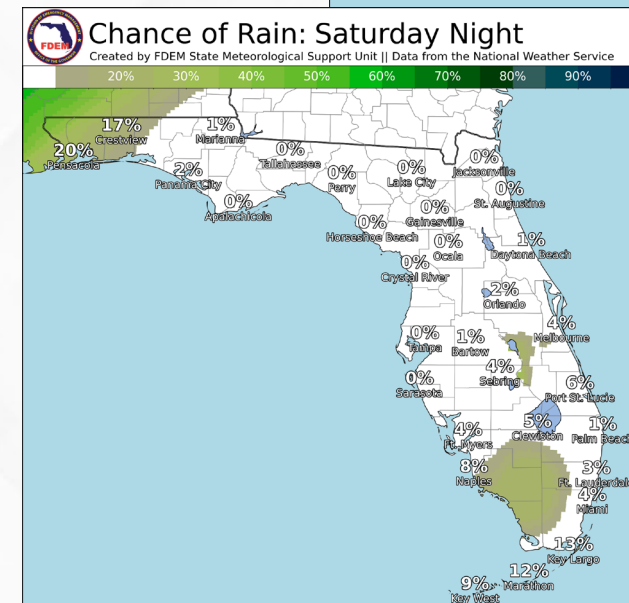 Chance of Rain: Saturday Night
Created by FDEM State Meteorological Support Unit || Data from the National Weather Service
FDEM
20% 30% 40% 50% 60% 70% 80% 90%
17%
Crestview
1%
Marianna
20%
Pensacola
0%
Tallahassee
2%
Panama City
0%
Perry
0%
Lake City
0%
Jacksonville
0%
Apalachicola
0%
St. Augustine
0%
Gainesville
0%
Horseshoe Beach
0%
Ocala
1%
Daytona Beach
0%
Crystal River
2%
Orlando
4%
Melbourne
0%
Tampa
1%
Bartow
4%
Sebring
0%
Sarasota
6%
Port St. Lucie
5%
Clewiston
1%
Palm Beach
4%
Ft. Myers
8%
Naples
3%
Ft. Lauderdale
4%
Miami
13%
Key Largo
12%
Marathon
9%
Key West